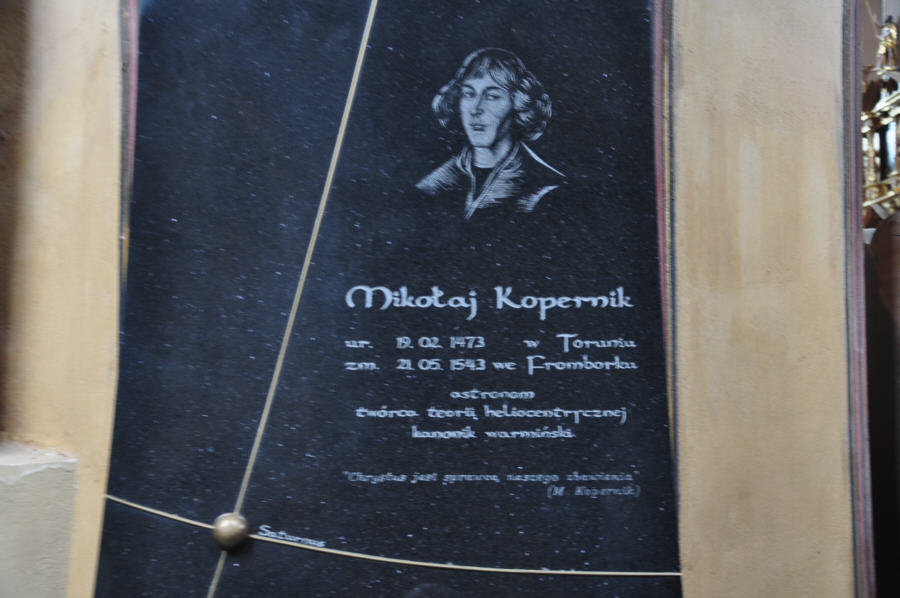 Mikołaj Kopernik
ur. 19. 02. 1473 w Toruniu
zm. 21. 05. 1543 we Fromborku
astronom
twórca teorii heliocentrycznej
kanonik warmiński
"Chrystus jest sprawcą naszego zbawienia"
(M. Kopernik)
Saturnus